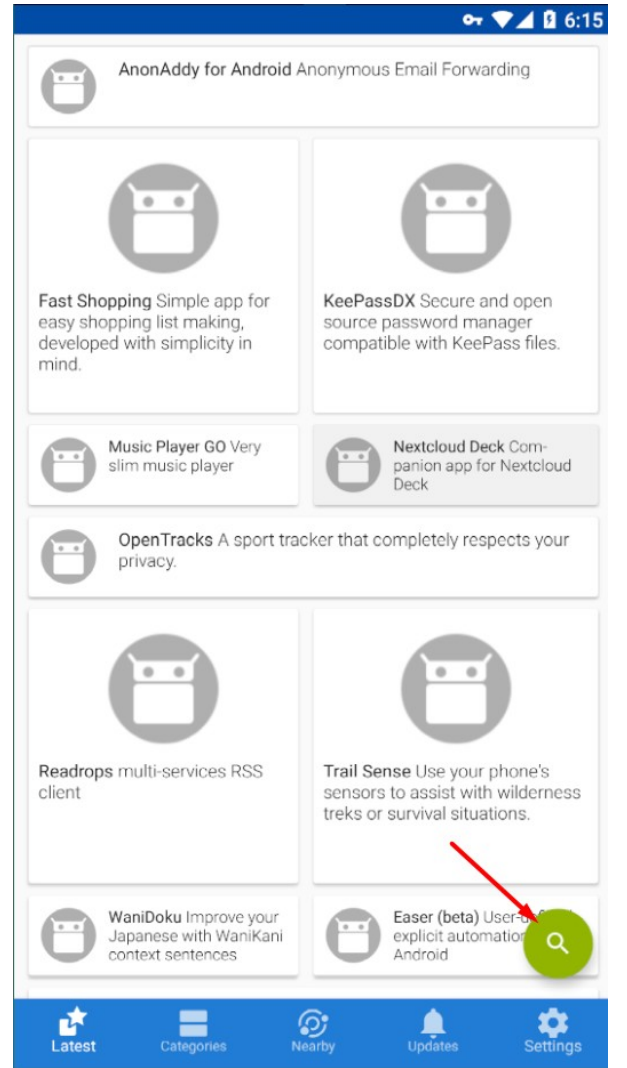 6:15
AnonAddy for Android Anonymous Email Forwarding
Fast Shopping Simple app for
easy shopping list making,
developed with simplicity in
mind.
KeePassDX Secure and open
source password manager
compatible with KeePass files.
Music Player GO Very
slim music player
Nextcloud Deck Com-
panion app for Nextcloud
Deck
OpenTracks A sport tracker that completely respects your
privacy.
Readrops multi-services RSS
client
Trail Sense Use your phone's
sensors to assist with wilderness
treks or survival situations.
WaniDoku Improve your
Japanese with WaniKani
context sentences
Easer (beta)
explicit
Android
Latest
Categories
Nearby
Updates
Settings